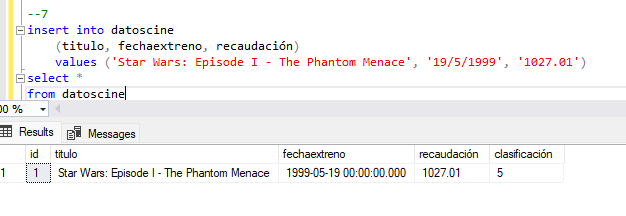 --7
insert into datoscine
(titulo, fechaextreno, recaudación)
values ('Star Wars: Episode I - The Phantom Menace', '19/5/1999', '1027.01')
select *
from datoscine
00 %
Results Messages
id titulo fechaextreno recaudación clasificación
1 1 Star Wars: Episode I - The Phantom Menace 1999-05-19 00:00:00.000 1027.01 5